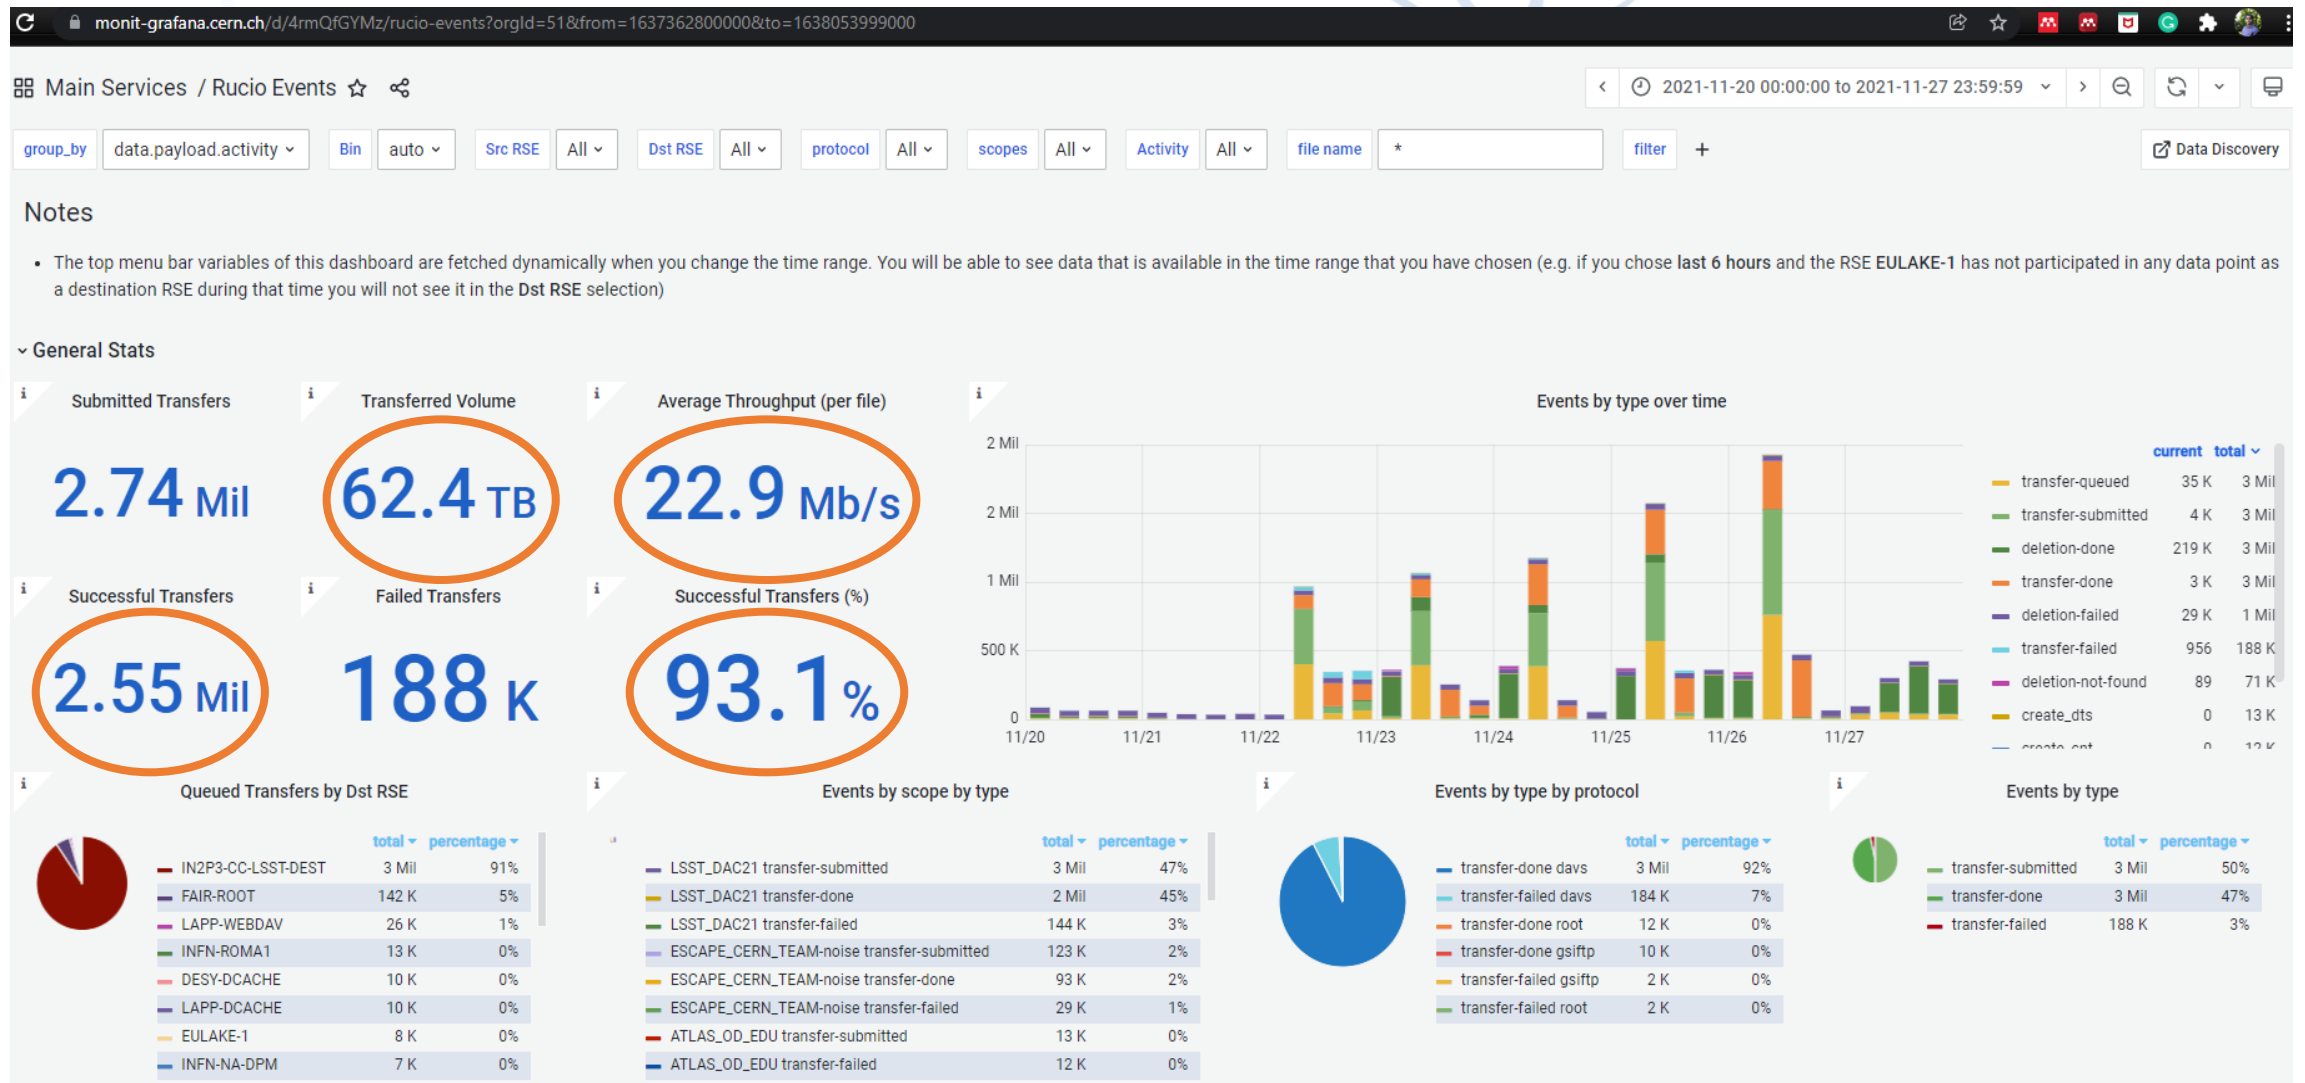 monit-grafana.cern.ch/d/4rmQfGYMz/rucio-events?orgId=51&from=1637362800000&to=1638053999000
Main Services / Rucio Events
2021-11-20 00:00:00 to 2021-11-27 23:59:59
group_by data.payload.activity Bin auto Src RSE All Dst RSE All protocol All scopes All Activity All file name * filter + Data Discovery
Notes
• The top menu bar variables of this dashboard are fetched dynamically when you change the time range. You will be able to see data that is available in the time range that you have chosen (e.g. if you chose last 6 hours and the RSE EULAKE-1 has not participated in any data point as
a destination RSE during that time you will not see it in the Dst RSE selection)
General Stats
Submitted Transfers
2.74 Mil
Transferred Volume
62.4 TB
Average Throughput (per file)
22.9 Mb/s
Successful Transfers
2.55 Mil
Failed Transfers
188 K
Successful Transfers (%)
93.1%
Events by type over time
2 Mil
2 Mil
1 Mil
500 K
0
11/20 11/21 11/22 11/23 11/24 11/25 11/26 11/27
current total
transfer-queued 35 K 3 Mil
transfer-submitted 4 K 3 Mil
deletion-done 219 K 3 Mil
transfer-done 3 K 3 Mil
deletion-failed 29 K 1 Mil
transfer-failed 956 188 K
deletion-not-found 89 71 K
create_dts 0 13 K
Queued Transfers by Dst RSE
total percentage
IN2P3-CC-LSST-DEST 3 Mil 91%
FAIR-ROOT 142 K 5%
LAPP-WEBDAV 26 K 1%
INFN-ROMA1 13 K 0%
DESY-DCACHE 10 K 0%
LAPP-DCACHE 10 K 0%
EULAKE-1 8 K 0%
INFN-NA-DPM 7 K 0%
Events by scope by type
total percentage
LSST_DAC21 transfer-submitted 3 Mil 47%
LSST_DAC21 transfer-done 2 Mil 45%
LSST_DAC21 transfer-failed 144 K 3%
ESCAPE_CERN_TEAM-noise transfer-submitted 123 K 2%
ESCAPE_CERN_TEAM-noise transfer-done 93 K 2%
ESCAPE_CERN_TEAM-noise transfer-failed 29 K 1%
ATLAS_OD_EDU transfer-submitted 13 K 0%
ATLAS_OD_EDU transfer-failed 12 K 0%
Events by type by protocol
total percentage
transfer-done davs 3 Mil 92%
transfer-failed davs 184 K 7%
transfer-done root 12 K 0%
transfer-done gsiftp 10 K 0%
transfer-failed gsiftp 2 K 0%
transfer-failed root 2 K 0%
Events by type
total percentage
transfer-submitted 3 Mil 50%
transfer-done 3 Mil 47%
transfer-failed 188 K 3%